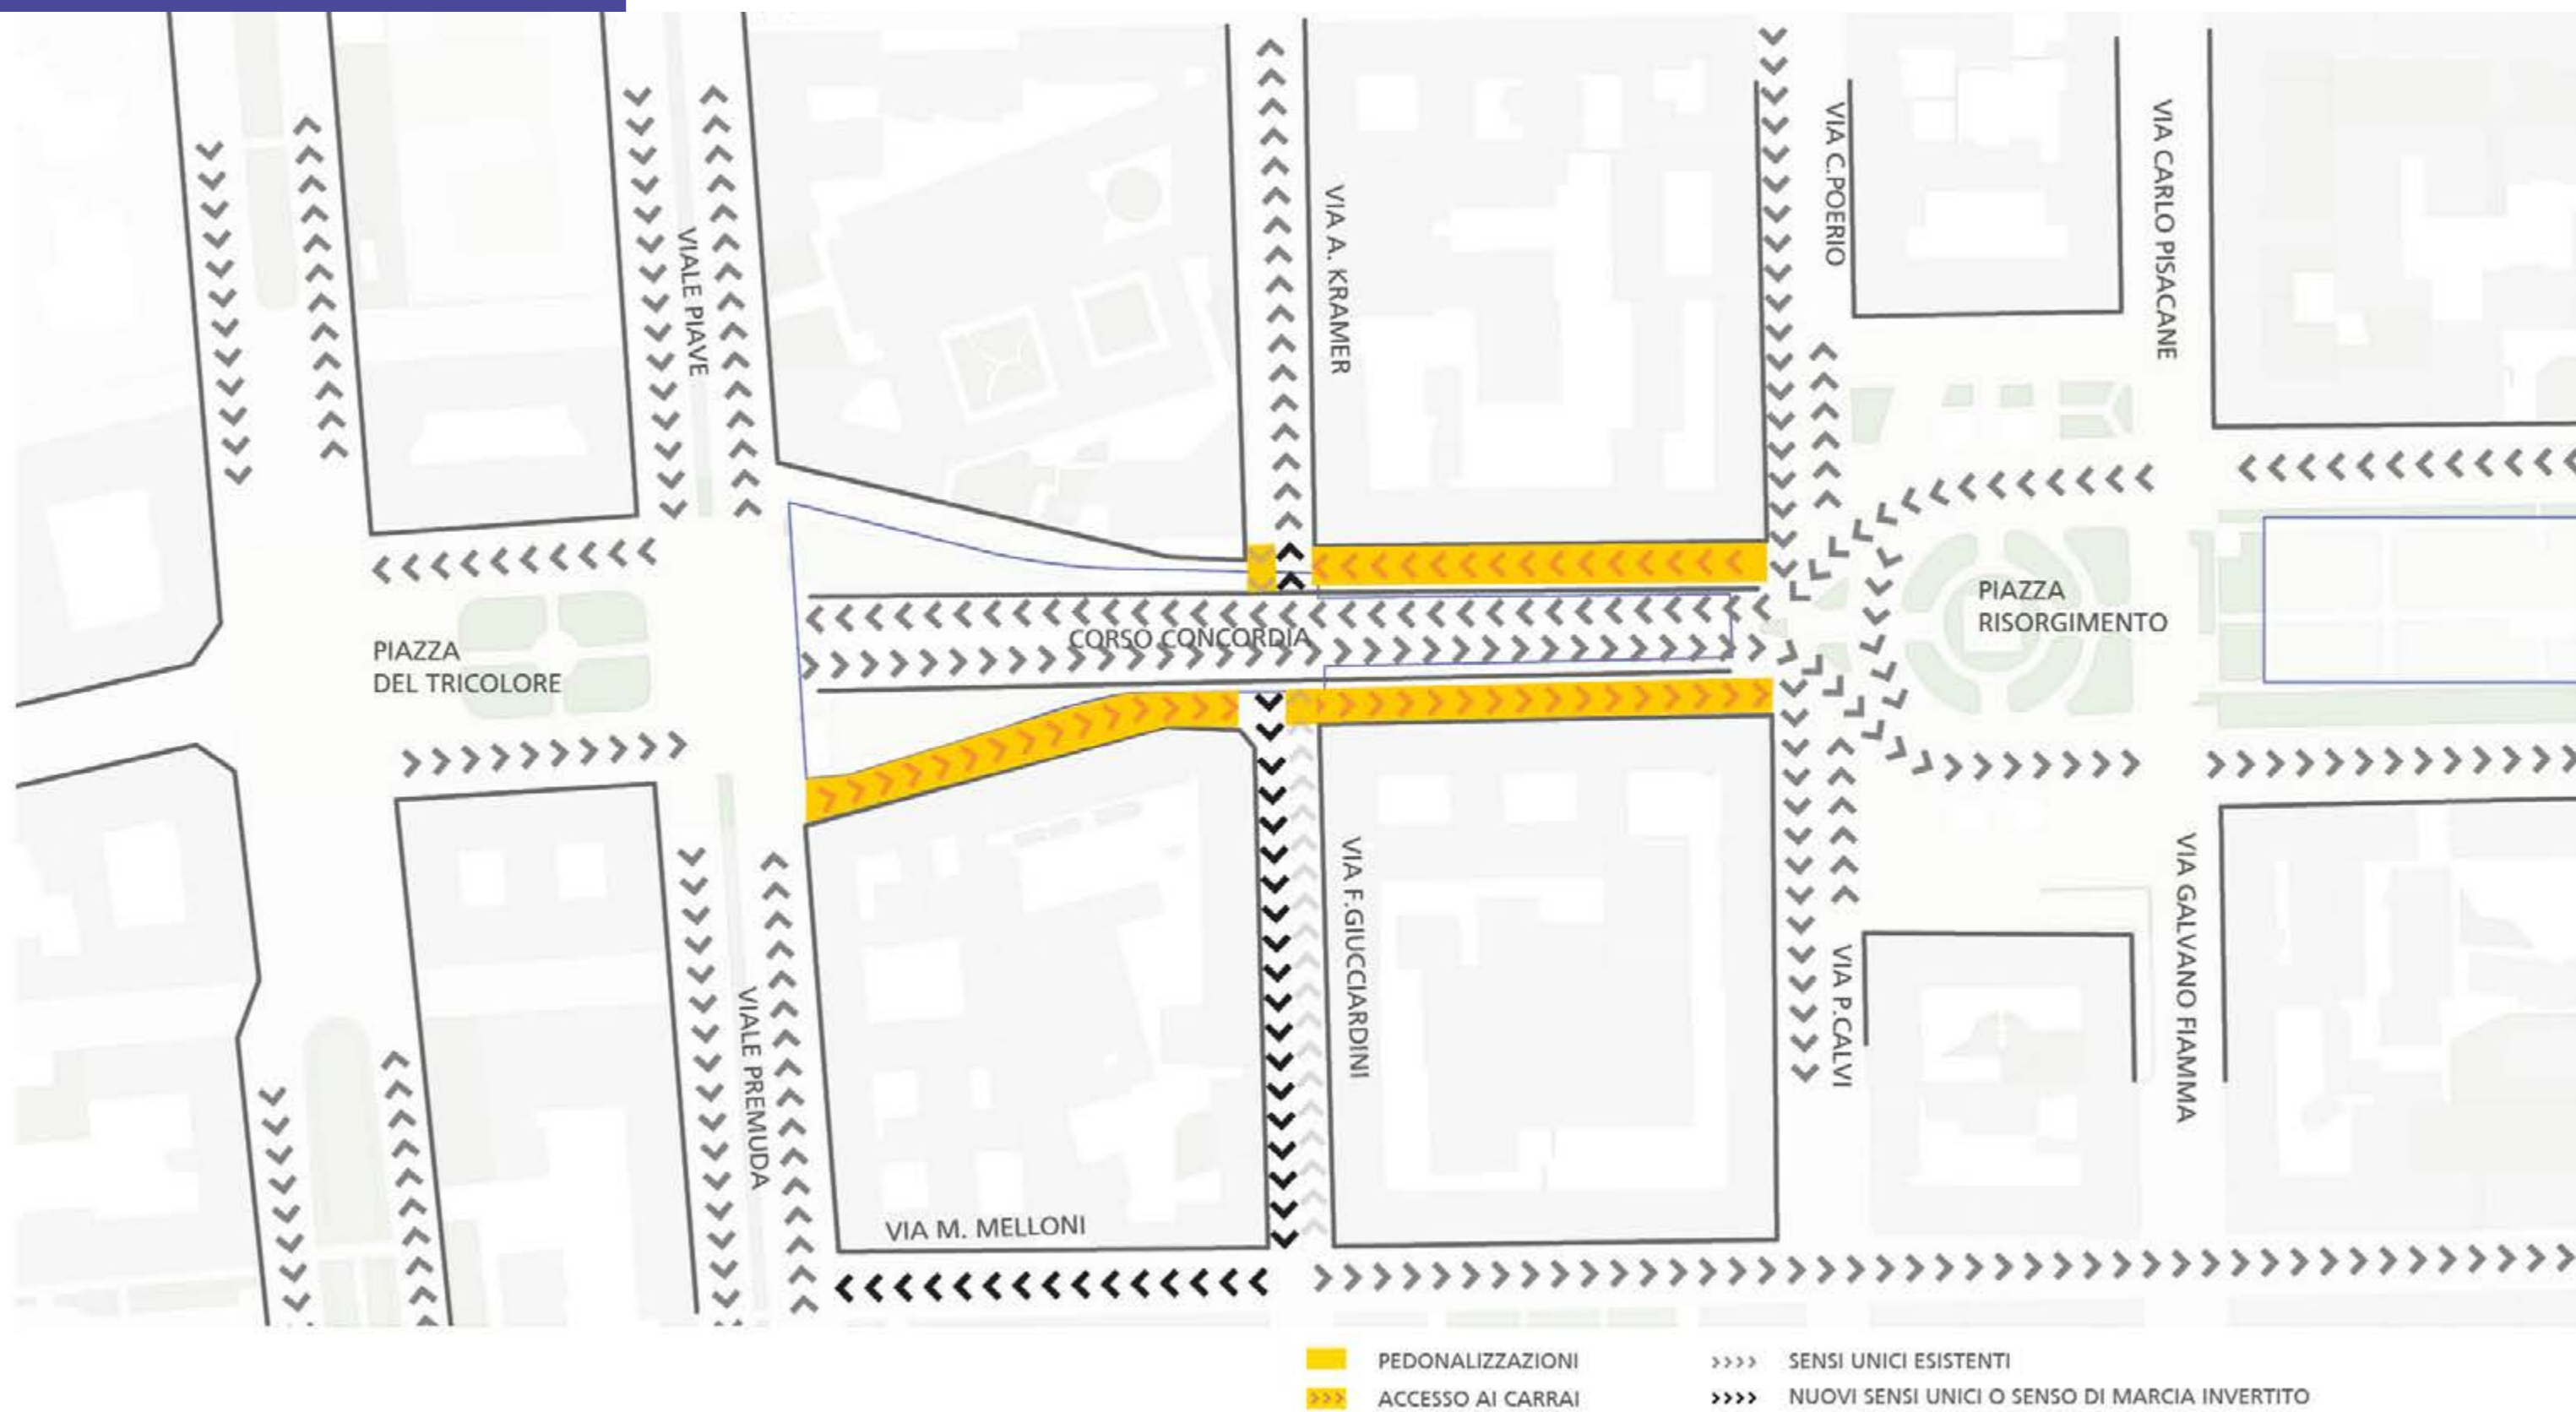 VIA C.POERIO
VIA CARLO PISACANE
VIA A. KRAMER
VIALE PIAVE
PIAZZA
RISORGIMENTO
CORSO CONCORDIA
PIAZZA
DEL TRICOLORE
VIA F.GIUCCIARDINI
VIA GALVANO FIAMMA
VIA P.CALVI
VIALE PREMUDA
VIA M. MELLONI
PEDONALIZZAZIONI
SENSI UNICI ESISTENTI
ACCESSO AI CARRAI
NUOVI SENSI UNICI O SENSO DI MARCIA INVERTITO